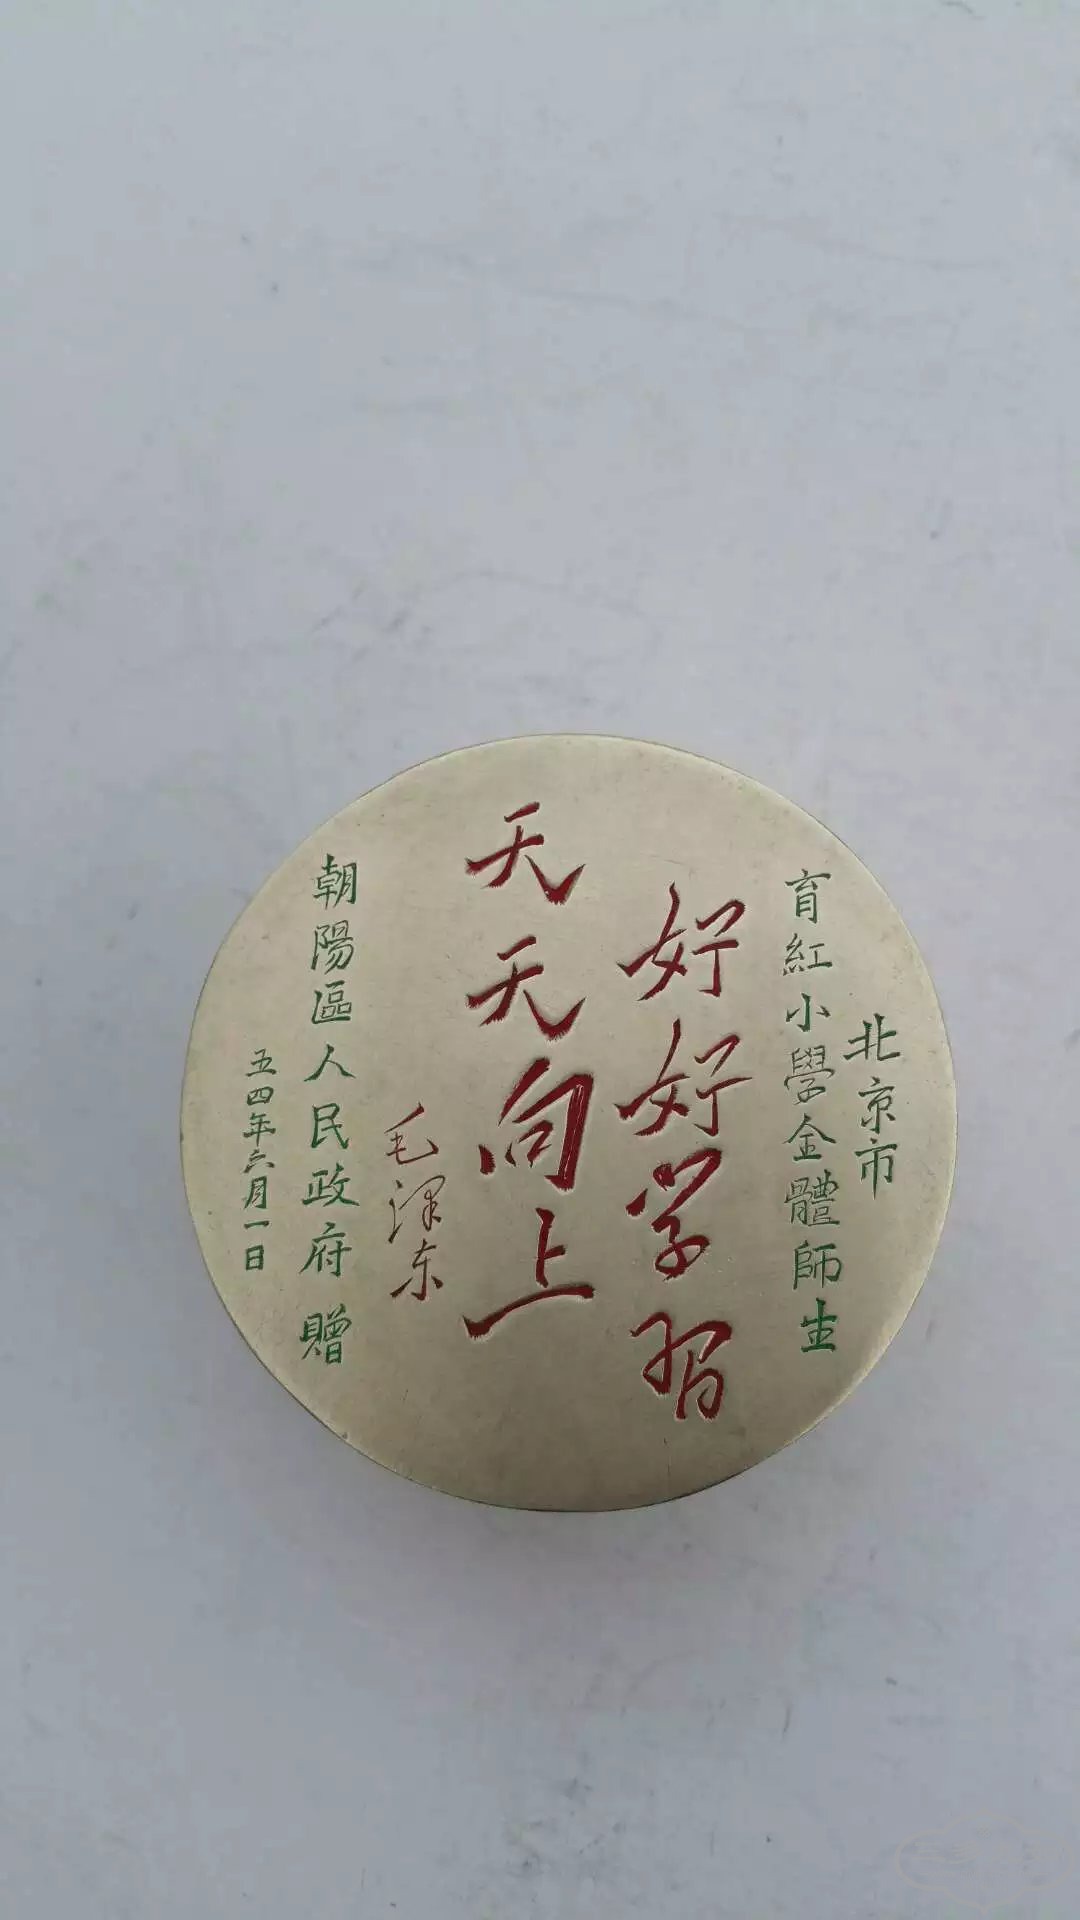 北京市
育紅小學全體師生
好好学習
天天向上
毛泽东
朝陽區人民政府 贈
五四年六月一日